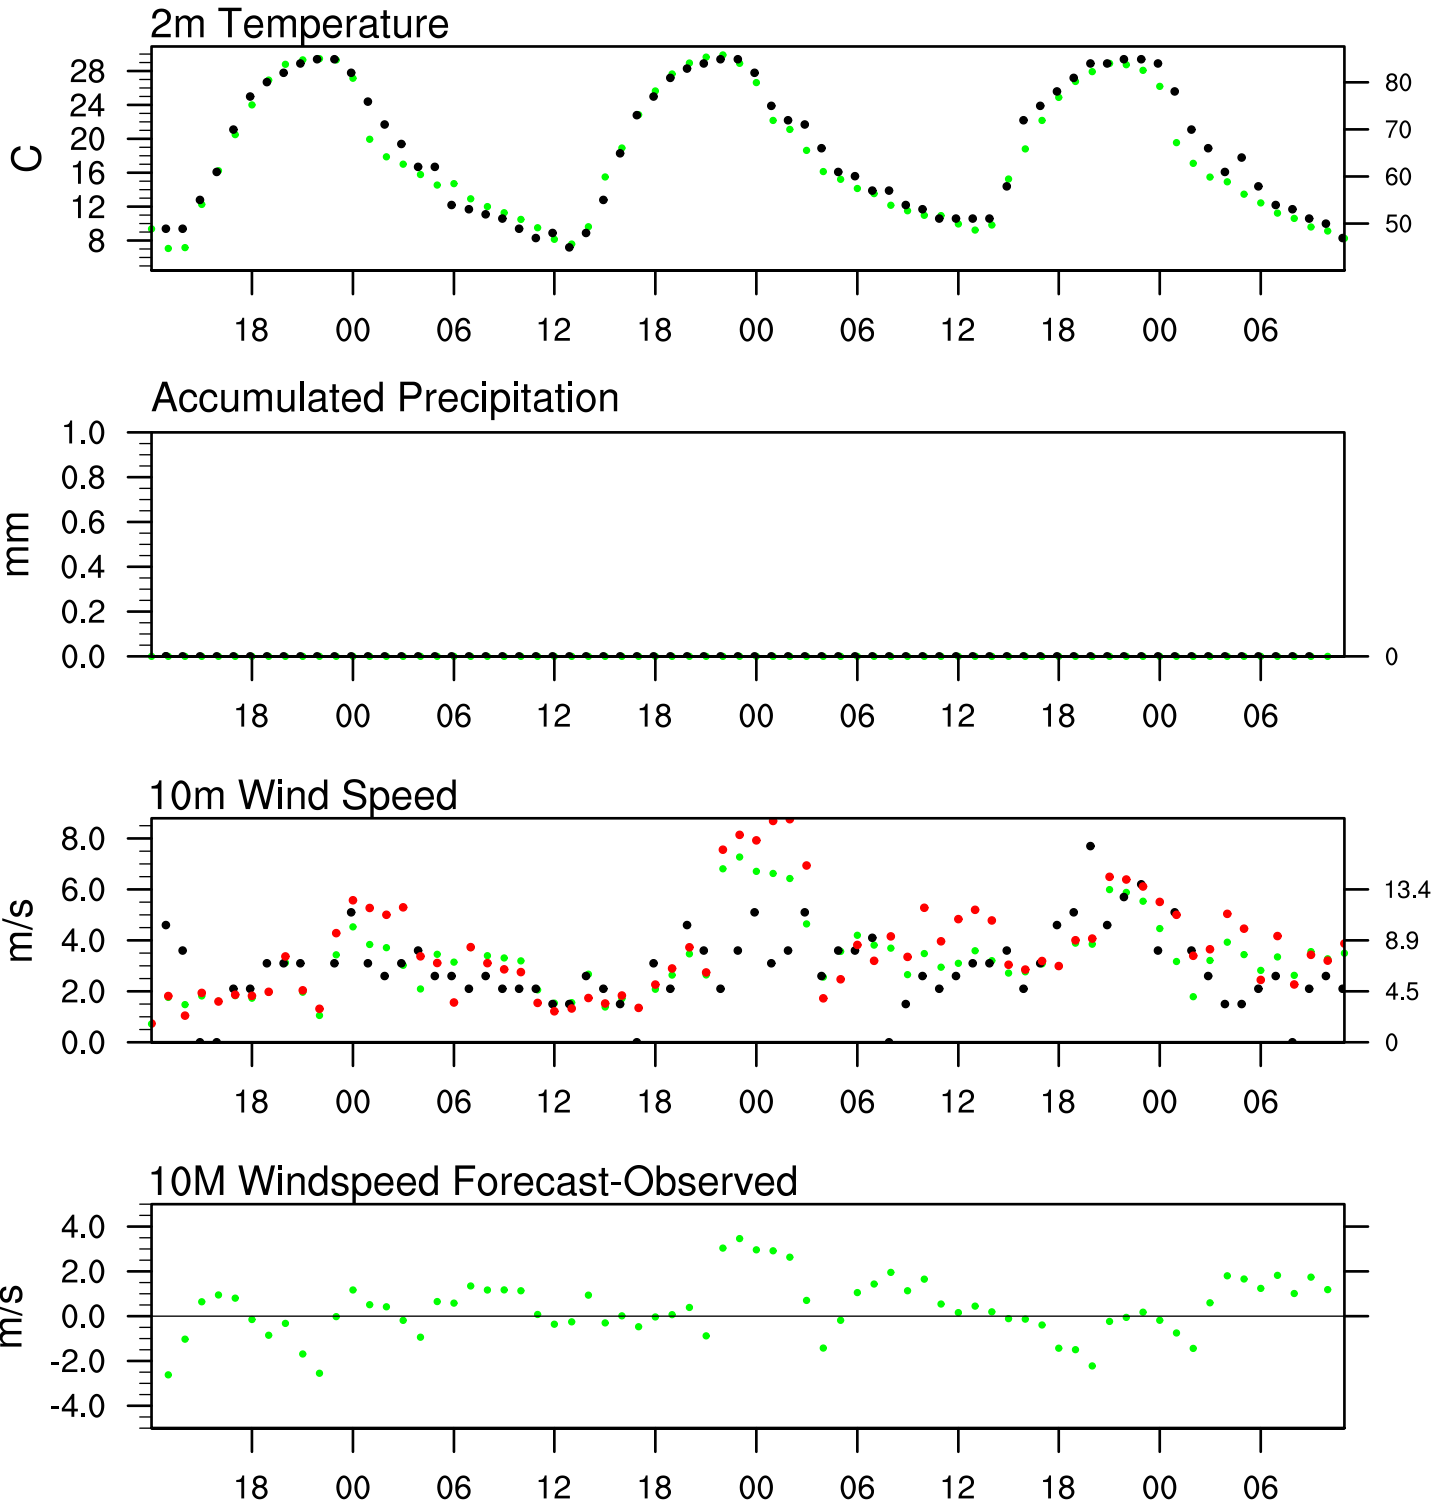 2m Temperature
28
24
20
16
12
8
C
80
70
60
50
18 00 06 12 18 00 06 12 18 00 06
Accumulated Precipitation
1.0
0.8
0.6
0.4
0.2
0.0
mm
0
18 00 06 12 18 00 06 12 18 00 06
10m Wind Speed
8.0
6.0
4.0
2.0
0.0
m/s
13.4
8.9
4.5
0
18 00 06 12 18 00 06 12 18 00 06
10M Windspeed Forecast-Observed
4.0
2.0
0.0
-2.0
-4.0
m/s
18 00 06 12 18 00 06 12 18 00 06